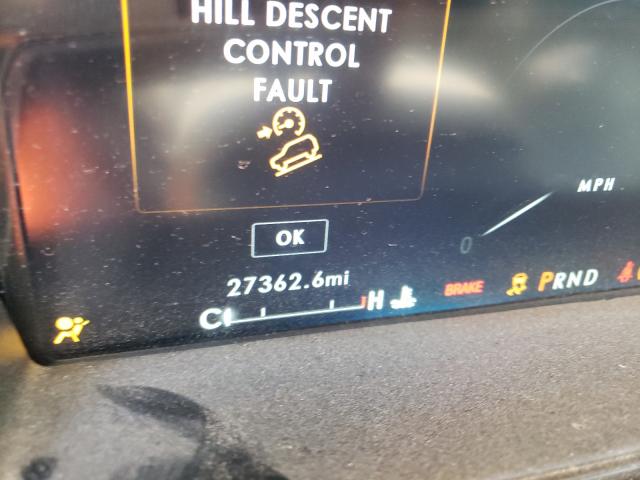 HILL DESCENT
CONTROL
FAULT
MPH
OK
0
27362.6mi
C H BRAKE PRND